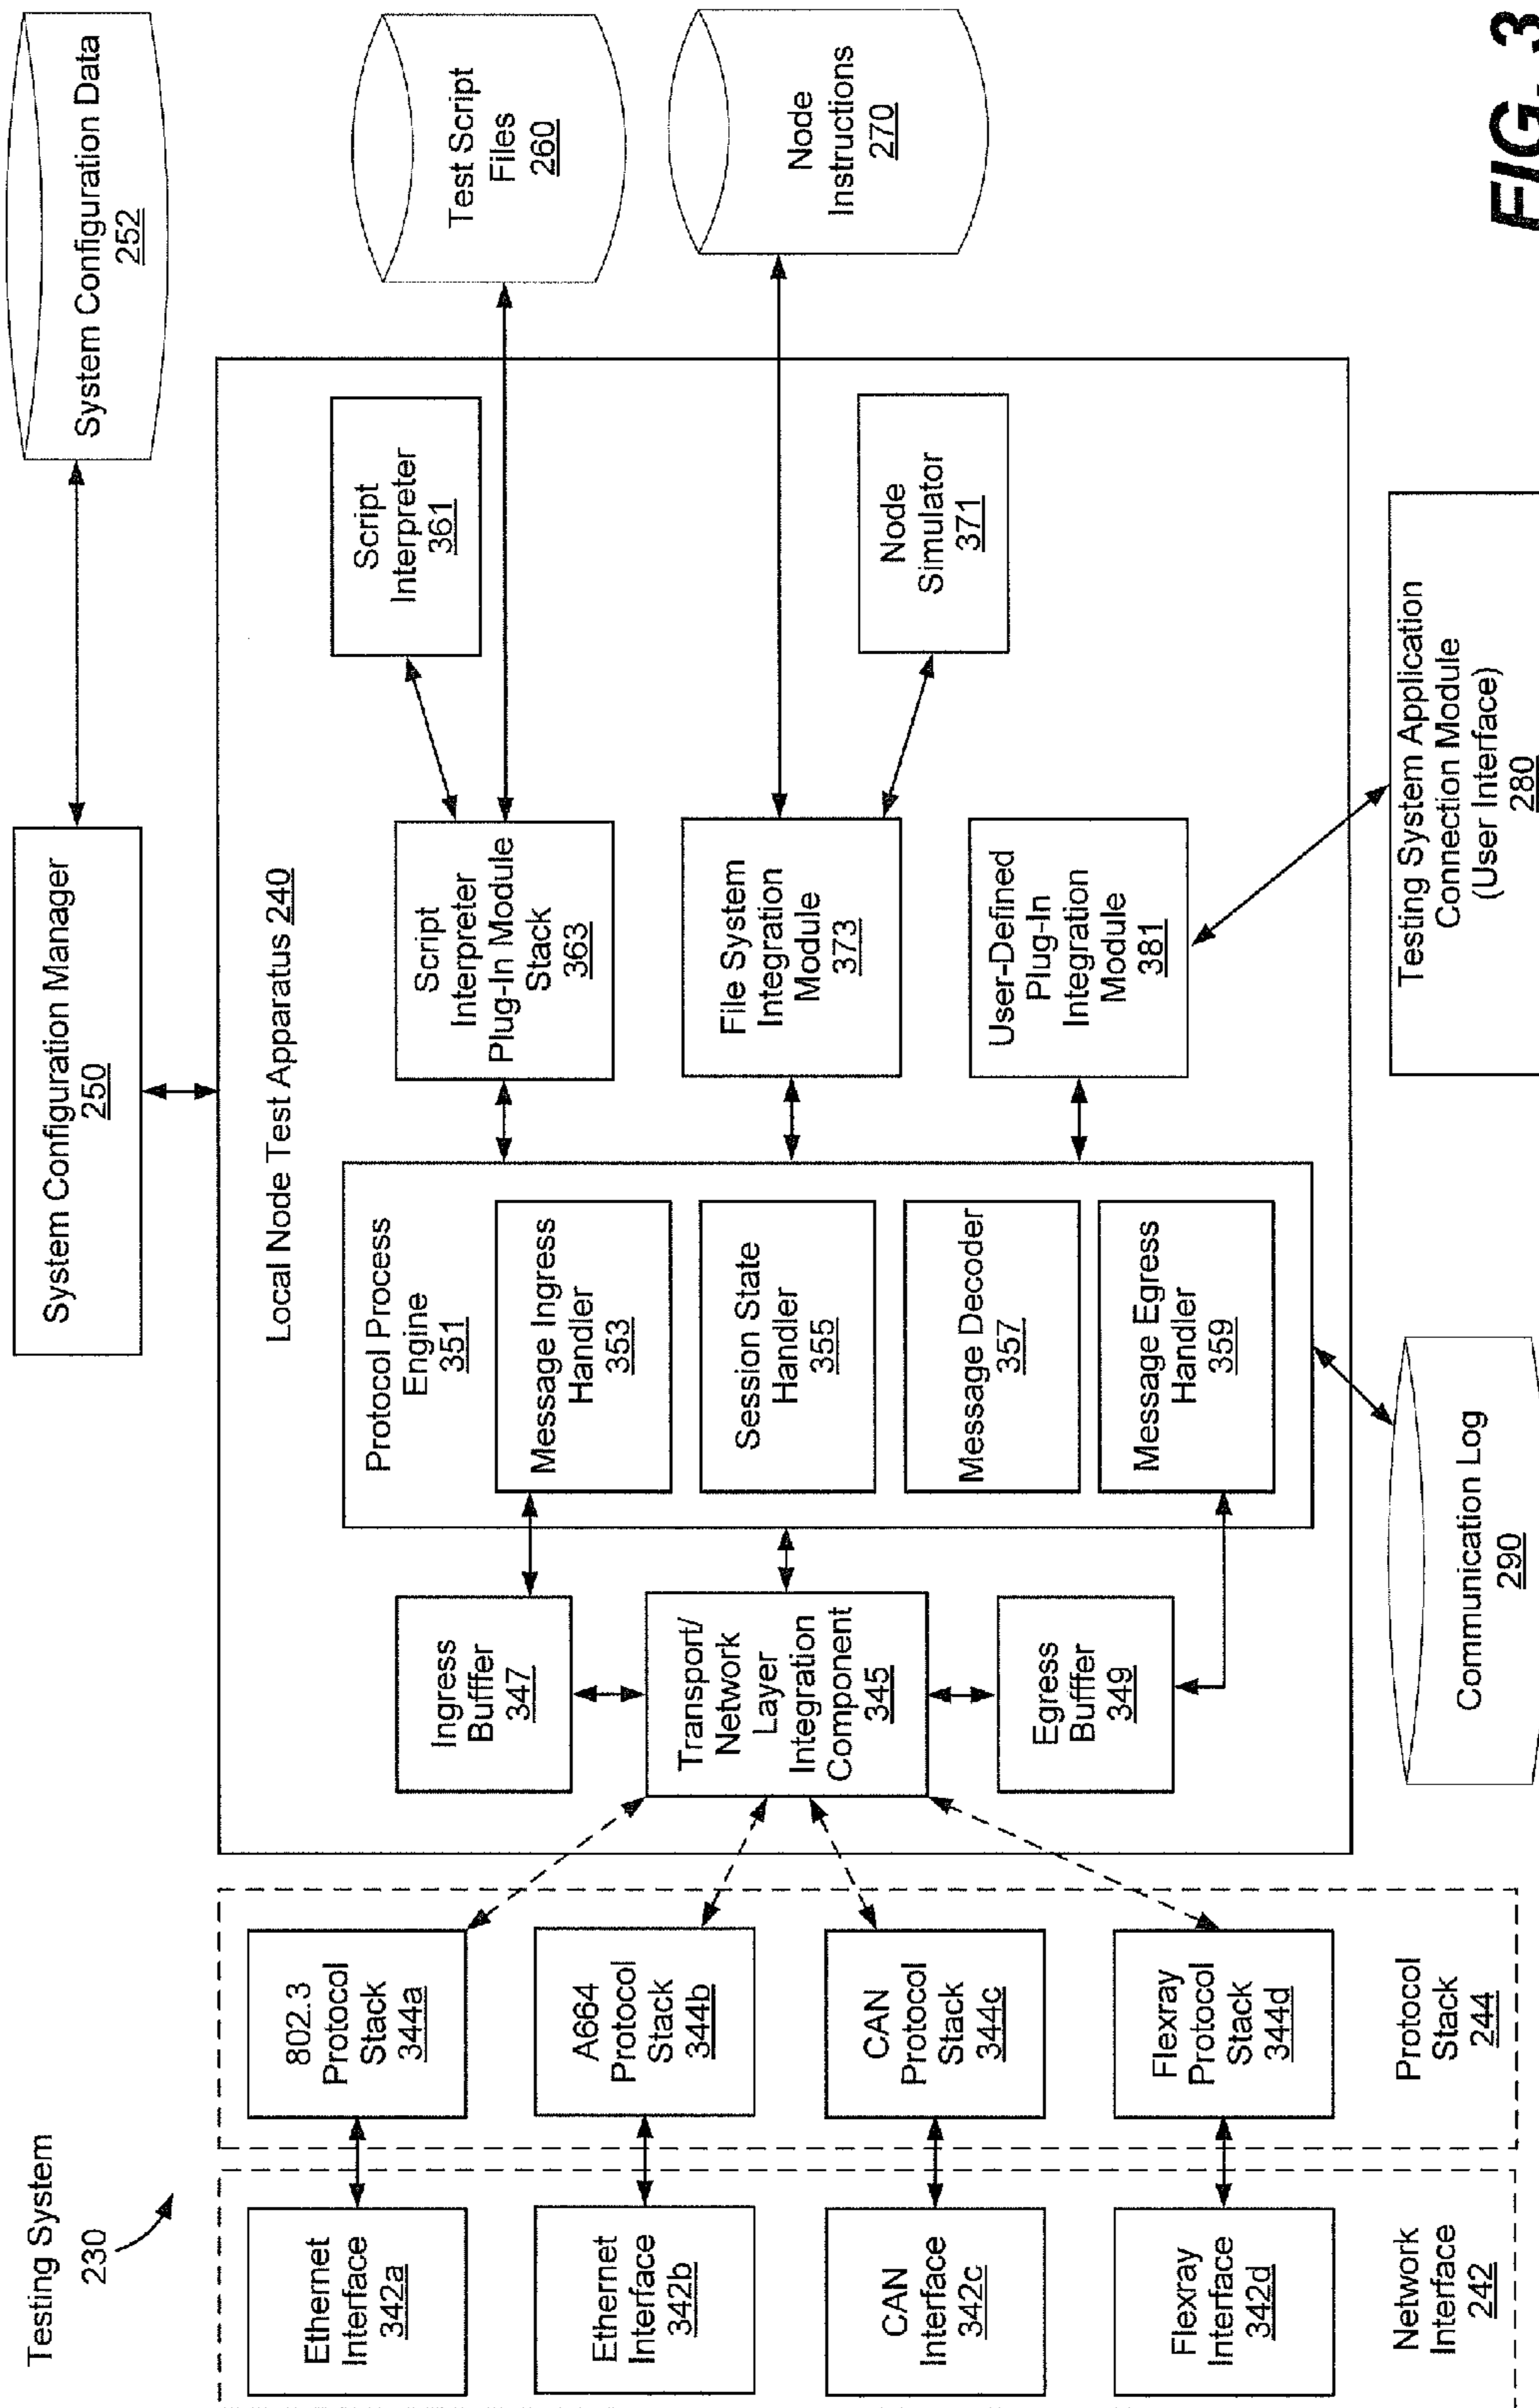 Testing System
230
System Configuration Manager
250
System Configuration Data
252
Local Node Test Apparatus 240
Ethernet
Interface
342a
Ethernet
Interface
342b
CAN
Interface
342c
Flexray
Interface
342d
Network
Interface
242
802.3
Protocol
Stack
344a
A664
Protocol
Stack
344b
CAN
Protocol
Stack
344c
Flexray
Protocol
Stack
344d
Protocol
Stack
244
Ingress
Bufffer
347
Transport/
Network
Layer
Integration
Component
345
Egress
Bufffer
349
Protocol Process
Engine
351
Message Ingress
Handler
353
Session State
Handler
355
Message Decoder
357
Message Egress
Handler
359
Script
Interpreter
Plug-In Module
Stack
363
File System
Integration
Module
373
User-Defined
Plug-In
Integration
Module
381
Script
Interpreter
361
Node
Simulator
371
Test Script
Files
260
Node
Instructions
270
Communication Log
290
Testing System Application
Connection Module
(User Interface)
280
FIG. 3